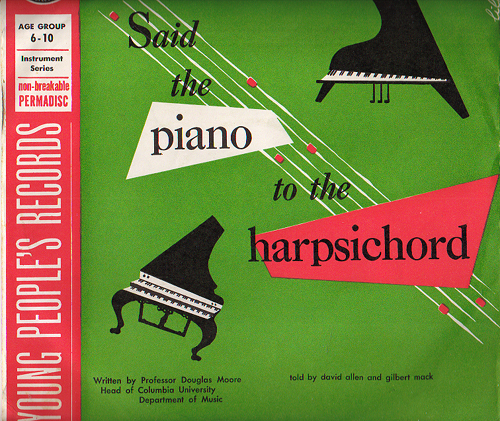 AGE GROUP
6-10
Instrument
Series
non-breakable
PERMADISC
YOUNG PEOPLE'S RECORDS
Said
the
piano
to the
harpsichord
Written by Professor Douglas Moore
Head of Columbia University
Department of Music
told by david allen and gilbert mack